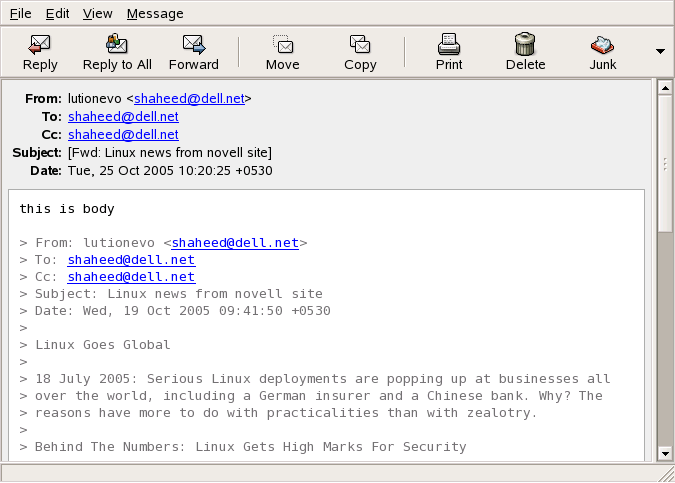 File Edit View Message
Reply Reply to All Forward Move Copy Print Delete Junk
From: lutionevo <shaheed@dell.net>
To: shaheed@dell.net
Cc: shaheed@dell.net
Subject: [Fwd: Linux news from novell site]
Date: Tue, 25 Oct 2005 10:20:25 +0530
this is body
> From: lutionevo <shaheed@dell.net>
> To: shaheed@dell.net
> Cc: shaheed@dell.net
> Subject: Linux news from novell site
> Date: Wed, 19 Oct 2005 09:41:50 +0530
>
> Linux Goes Global
>
> 18 July 2005: Serious Linux deployments are popping up at businesses all
> over the world, including a German insurer and a Chinese bank. Why? The
> reasons have more to do with practicalities than with zealotry.
>
> Behind The Numbers: Linux Gets High Marks For Security